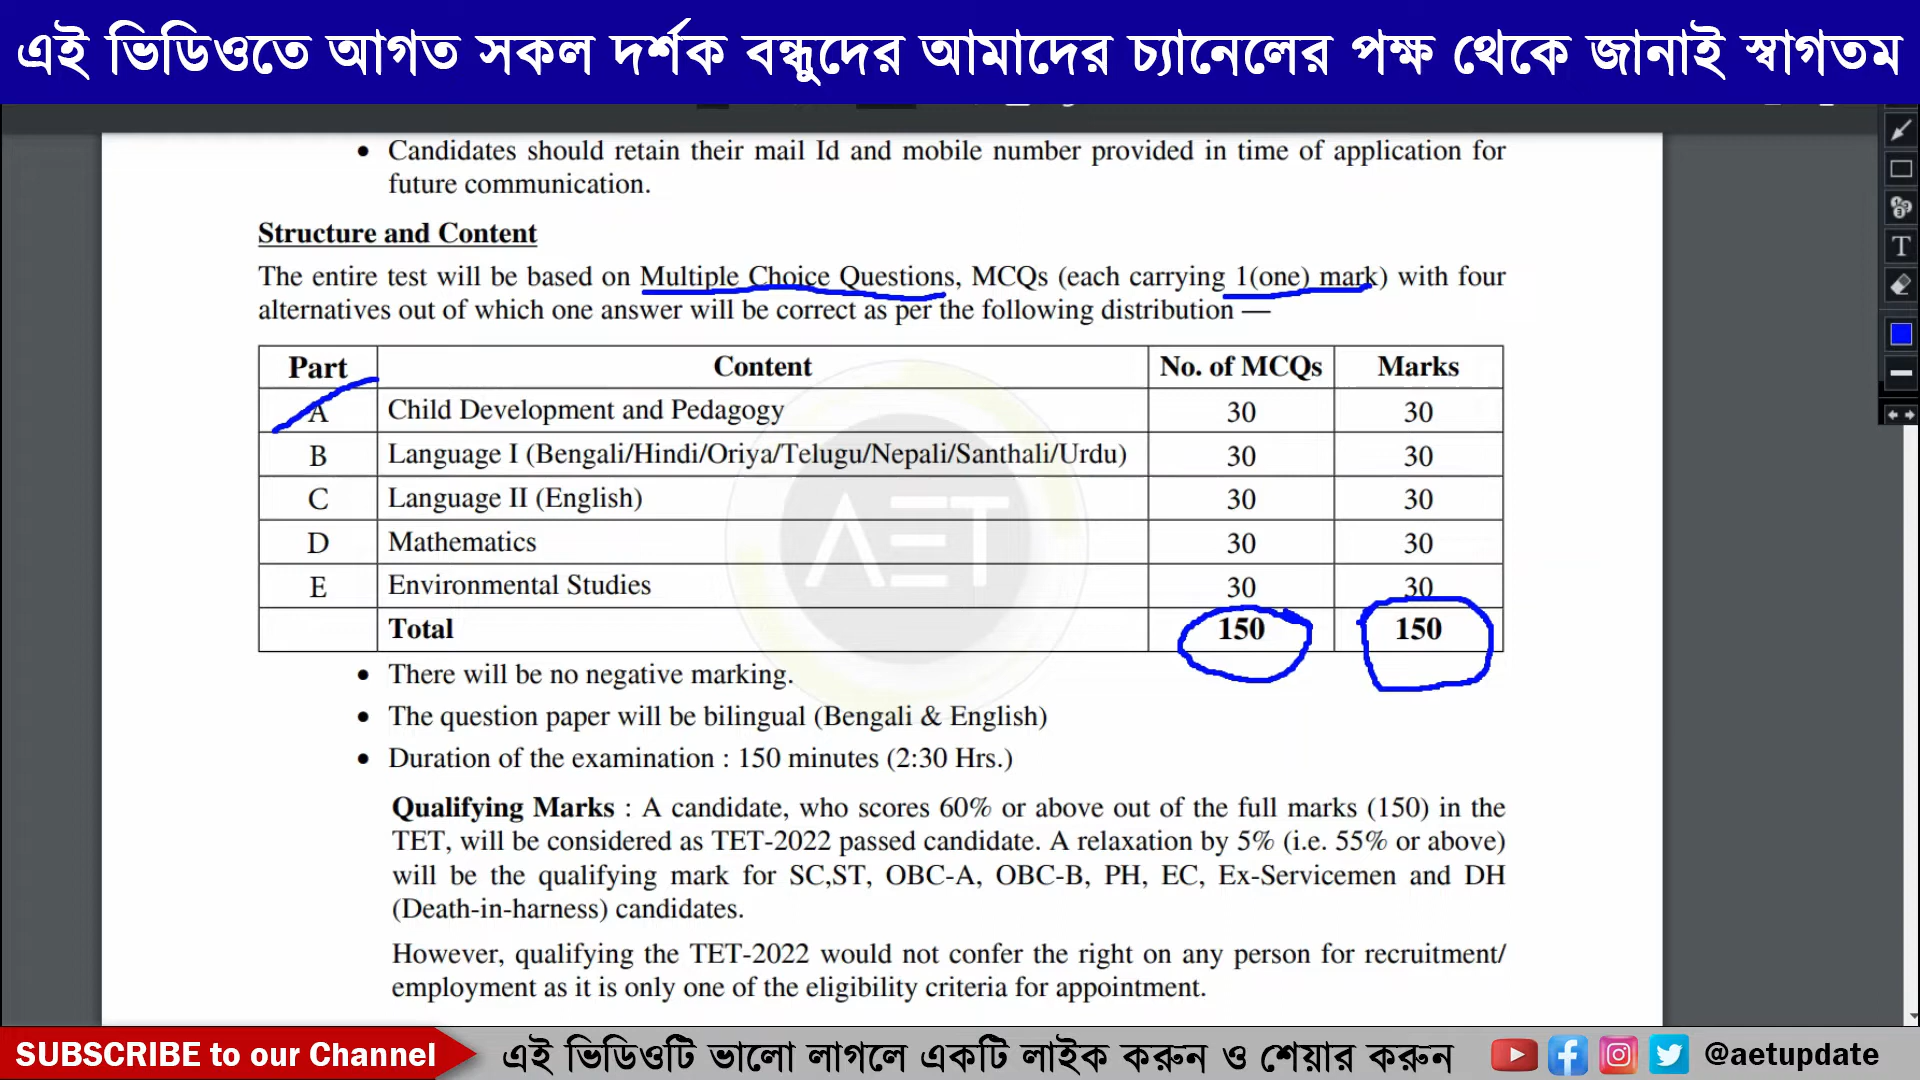 এই ভিডিওতে আগত সকল দর্শক বন্ধুদের আমাদের চ্যানেলের পক্ষ থেকে জানাই স্বাগতম
• Candidates should retain their mail Id and mobile number provided in time of application for
future communication.
Structure and Content
The entire test will be based on Multiple Choice Questions, MCQs (each carrying 1(one) mark) with four
alternatives out of which one answer will be correct as per the following distribution —
Part Content No. of MCQs Marks
A Child Development and Pedagogy 30 30
B Language I (Bengali/Hindi/Oriya/Telugu/Nepali/Santhali/Urdu) 30 30
C Language II (English) 30 30
D Mathematics 30 30
E Environmental Studies 30 30
Total 150 150
AET
• There will be no negative marking.
• The question paper will be bilingual (Bengali & English)
• Duration of the examination : 150 minutes (2:30 Hrs.)
Qualifying Marks : A candidate, who scores 60% or above out of the full marks (150) in the
TET, will be considered as TET-2022 passed candidate. A relaxation by 5% (i.e. 55% or above)
will be the qualifying mark for SC,ST, OBC-A, OBC-B, PH, EC, Ex-Servicemen and DH
(Death-in-harness) candidates.
However, qualifying the TET-2022 would not confer the right on any person for recruitment/
employment as it is only one of the eligibility criteria for appointment.
SUBSCRIBE to our Channel এই ভিডিওটি ভালো লাগলে একটি লাইক করুন ও শেয়ার করুন @aetupdate